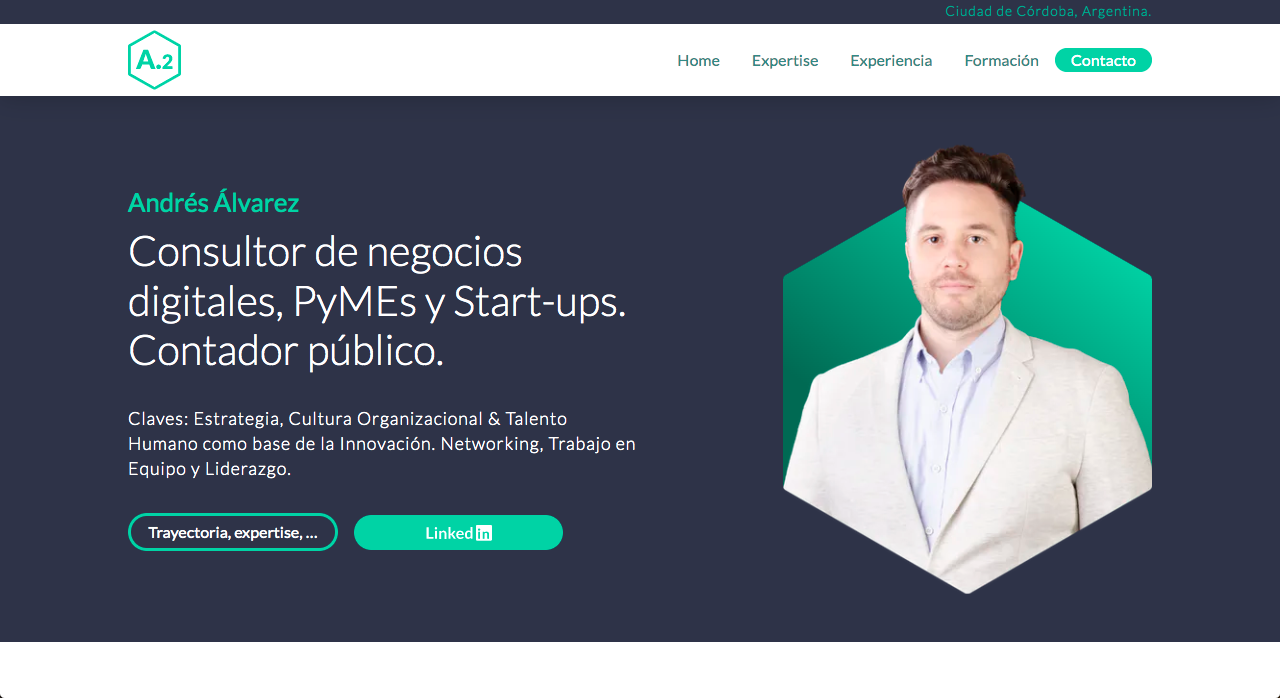 Ciudad de Córdoba, Argentina.
A.2
Home Expertise Experiencia Formación Contacto
Andrés Álvarez
Consultor de negocios
digitales, PyMEs y Start-ups.
Contador público.
Claves: Estrategia, Cultura Organizacional & Talento
Humano como base de la Innovación. Networking, Trabajo en
Equipo y Liderazgo.
Trayectoria, expertise, ...
Linked in